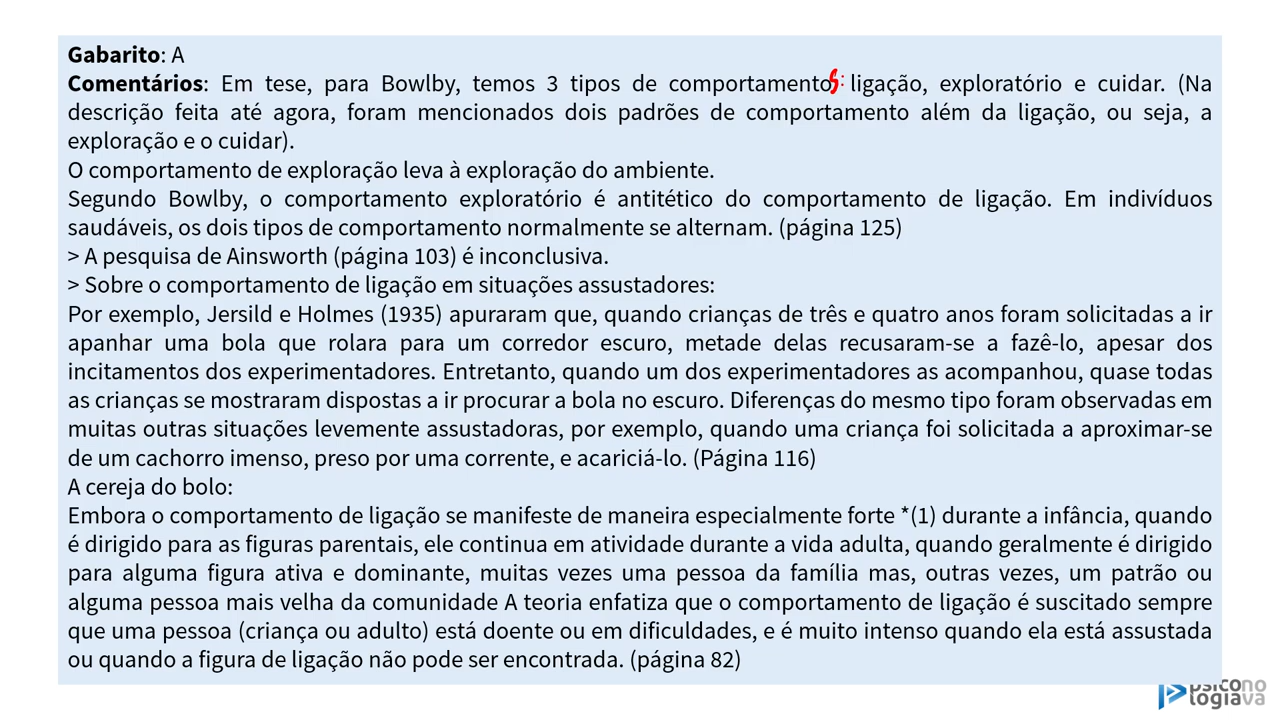 Gabarito: A
Comentários: Em tese, para Bowlby, temos 3 tipos de comportamentos: ligação, exploratório e cuidar. (Na
descrição feita até agora, foram mencionados dois padrões de comportamento além da ligação, ou seja, a
exploração e o cuidar).
O comportamento de exploração leva à exploração do ambiente.
Segundo Bowlby, o comportamento exploratório é antitético do comportamento de ligação. Em indivíduos
saudáveis, os dois tipos de comportamento normalmente se alternam. (página 125)
> A pesquisa de Ainsworth (página 103) é inconclusiva.
> Sobre o comportamento de ligação em situações assustadores:
Por exemplo, Jersild e Holmes (1935) apuraram que, quando crianças de três e quatro anos foram solicitadas a ir
apanhar uma bola que rolara para um corredor escuro, metade delas recusaram-se a fazê-lo, apesar dos
incitamentos dos experimentadores. Entretanto, quando um dos experimentadores as acompanhou, quase todas
as crianças se mostraram dispostas a ir procurar a bola no escuro. Diferenças do mesmo tipo foram observadas em
muitas outras situações levemente assustadoras, por exemplo, quando uma criança foi solicitada a aproximar-se
de um cachorro imenso, preso por uma corrente, e acariciá-lo. (Página 116)
A cereja do bolo:
Embora o comportamento de ligação se manifeste de maneira especialmente forte *(1) durante a infância, quando
é dirigido para as figuras parentais, ele continua em atividade durante a vida adulta, quando geralmente é dirigido
para alguma figura ativa e dominante, muitas vezes uma pessoa da família mas, outras vezes, um patrão ou
alguma pessoa mais velha da comunidade A teoria enfatiza que o comportamento de ligação é suscitado sempre
que uma pessoa (criança ou adulto) está doente ou em dificuldades, e é muito intenso quando ela está assustada
ou quando a figura de ligação não pode ser encontrada. (página 82)
psicono
logiava